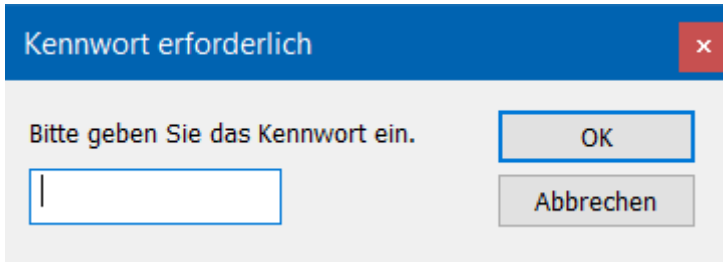 Kennwort erforderlich
Bitte geben Sie das Kennwort ein.
OK
Abbrechen